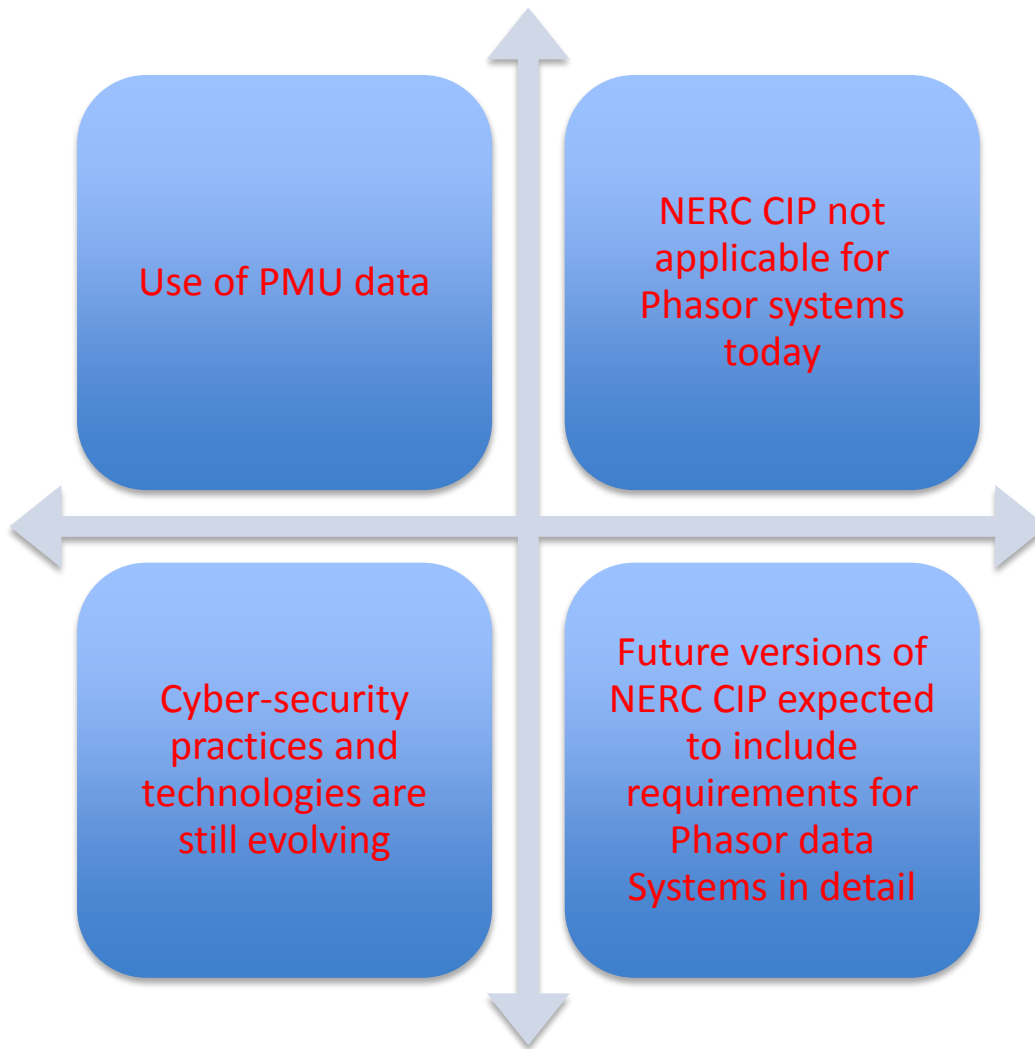 Use of PMU data
NERC CIP not
applicable for
Phasor systems
today
Cyber-security
practices and
technologies are
still evolving
Future versions of
NERC CIP expected
to include
requirements for
Phasor data
Systems in detail